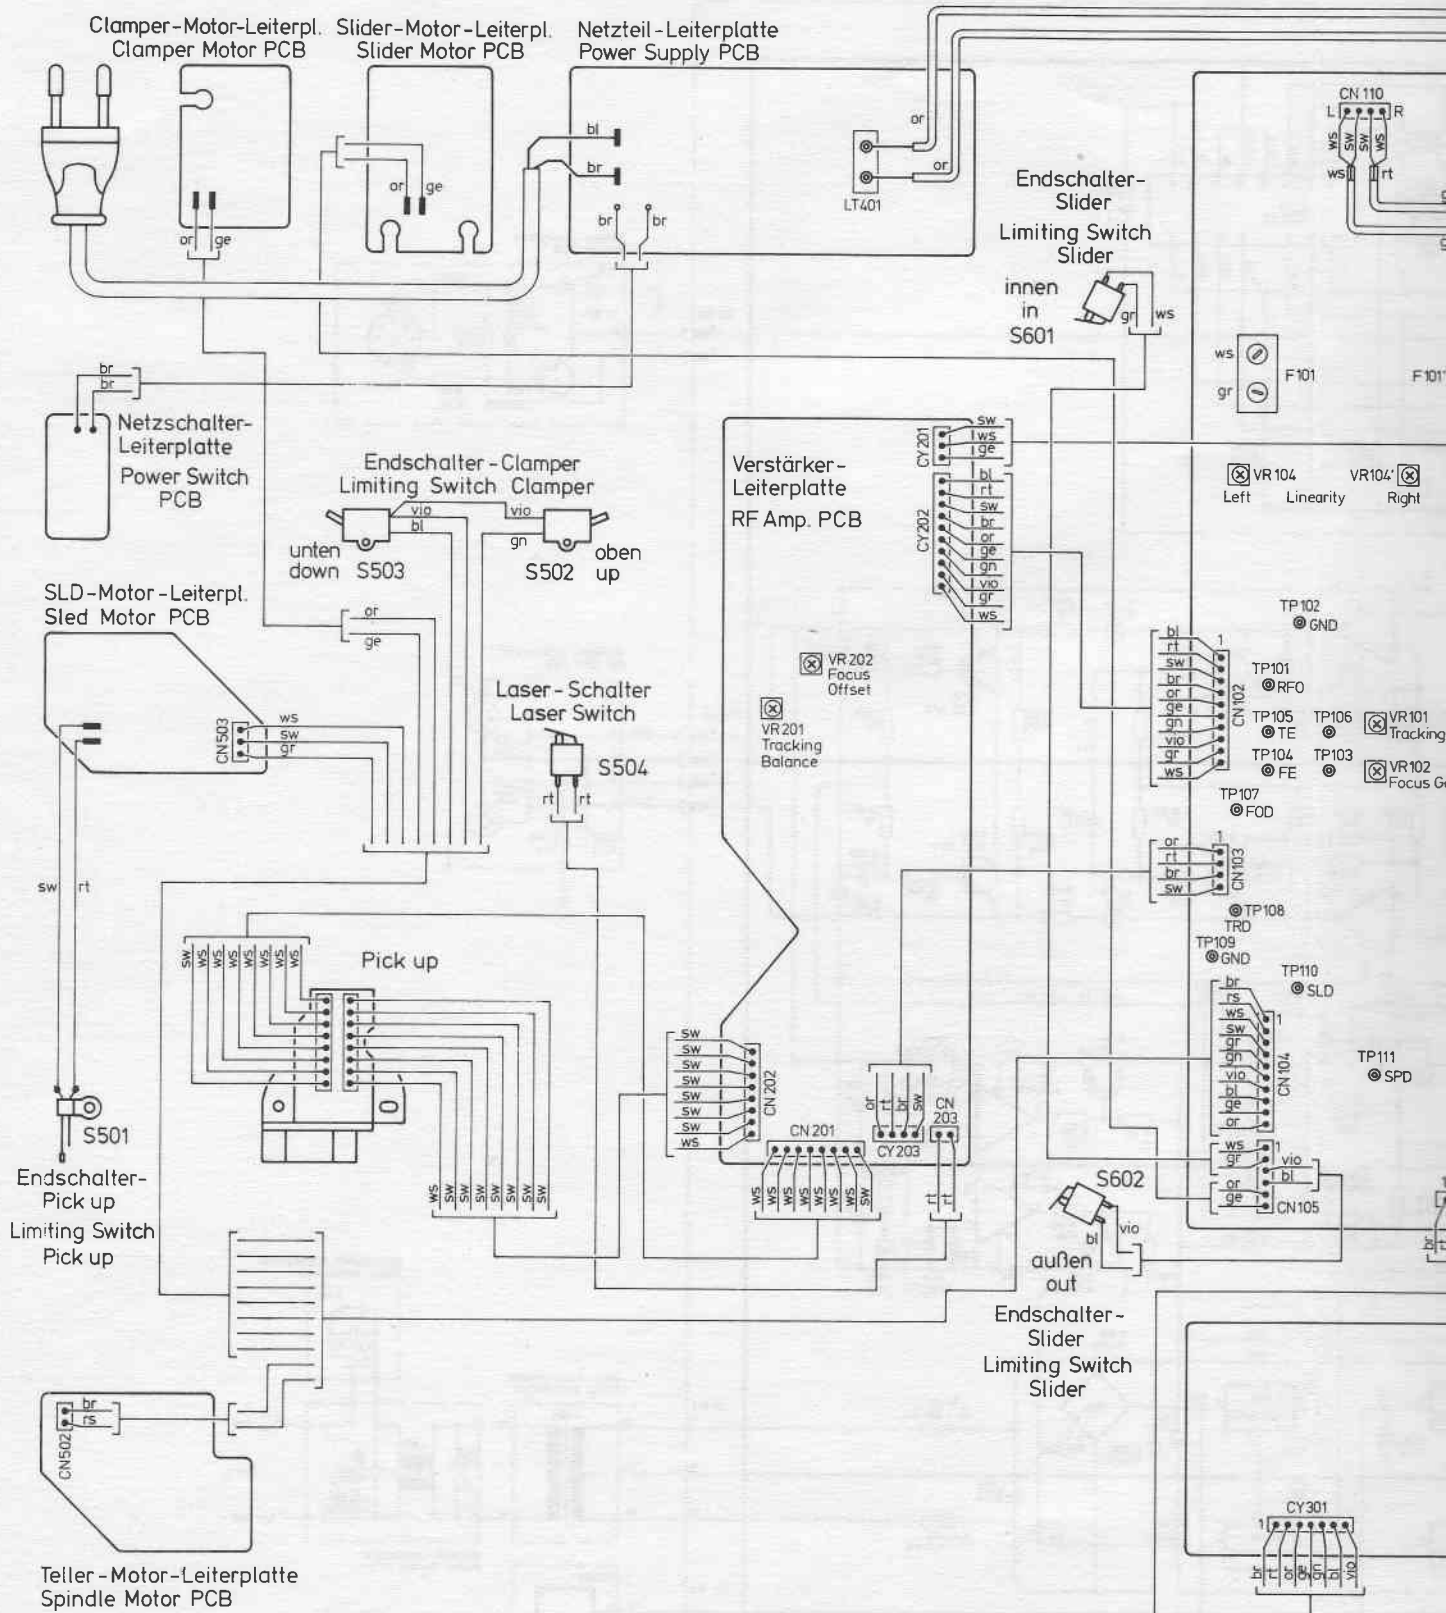 Clamper-Motor-Leiterpl.
Clamper Motor PCB
Slider-Motor-Leiterpl.
Slider Motor PCB
Netzteil-Leiterplatte
Power Supply PCB
or
ge
or
ge
bl
br
br
br
or
or
LT401
CN 110
L
R
ws
sw
sw
ws
ws
rt
Endschalter-
Slider
Limiting Switch
Slider
innen
in
S601
gr
ws
ws
gr
F101
F101'
br
br
Netzschalter-
Leiterplatte
Power Switch
PCB
Endschalter-Clamper
Limiting Switch Clamper
vio
bl
vio
gn
unten
down
S503
S502
oben
up
Verstärker-
Leiterplatte
RF Amp. PCB
CY201
sw
ws
ge
CY202
bl
rt
sw
br
or
ge
gn
vio
gr
ws
VR104
Left
Linearity
VR104'
Right
SLD-Motor-Leiterpl.
Sled Motor PCB
or
ge
CN503
ws
sw
gr
sw
rt
Laser-Schalter
Laser Switch
S504
rt
rt
VR202
Focus
Offset
VR201
Tracking
Balance
TP102
GND
TP101
RFO
TP105
TE
TP106
VR101
Tracking
TP104
FE
TP103
VR102
Focus Ga
TP107
FOD
bl
rt
sw
br
or
ge
gn
vio
gr
ws
1
CN102
or
rt
br
sw
1
CN103
TP108
TRD
TP109
GND
TP110
SLD
TP111
SPD
Pick up
sw
ws
ws
ws
ws
ws
ws
ws
ws
sw
sw
sw
sw
sw
sw
sw
sw
sw
sw
sw
sw
sw
sw
ws
CN202
CN 201
ws
ws
ws
ws
ws
ws
ws
sw
or
rt
br
sw
CY203
CN
203
rt
rt
br
rs
ws
sw
gr
gn
vio
bl
ge
or
1
CN104
ws
gr
or
ge
1
vio
bl
CN105
S501
Endschalter-
Pick up
Limiting Switch
Pick up
S602
bl
vio
außen
out
Endschalter-
Slider
Limiting Switch
Slider
br
rs
CN502
Teller-Motor-Leiterplatte
Spindle Motor PCB
CY301
1
br
rt
or
ge
gn
bl
vio